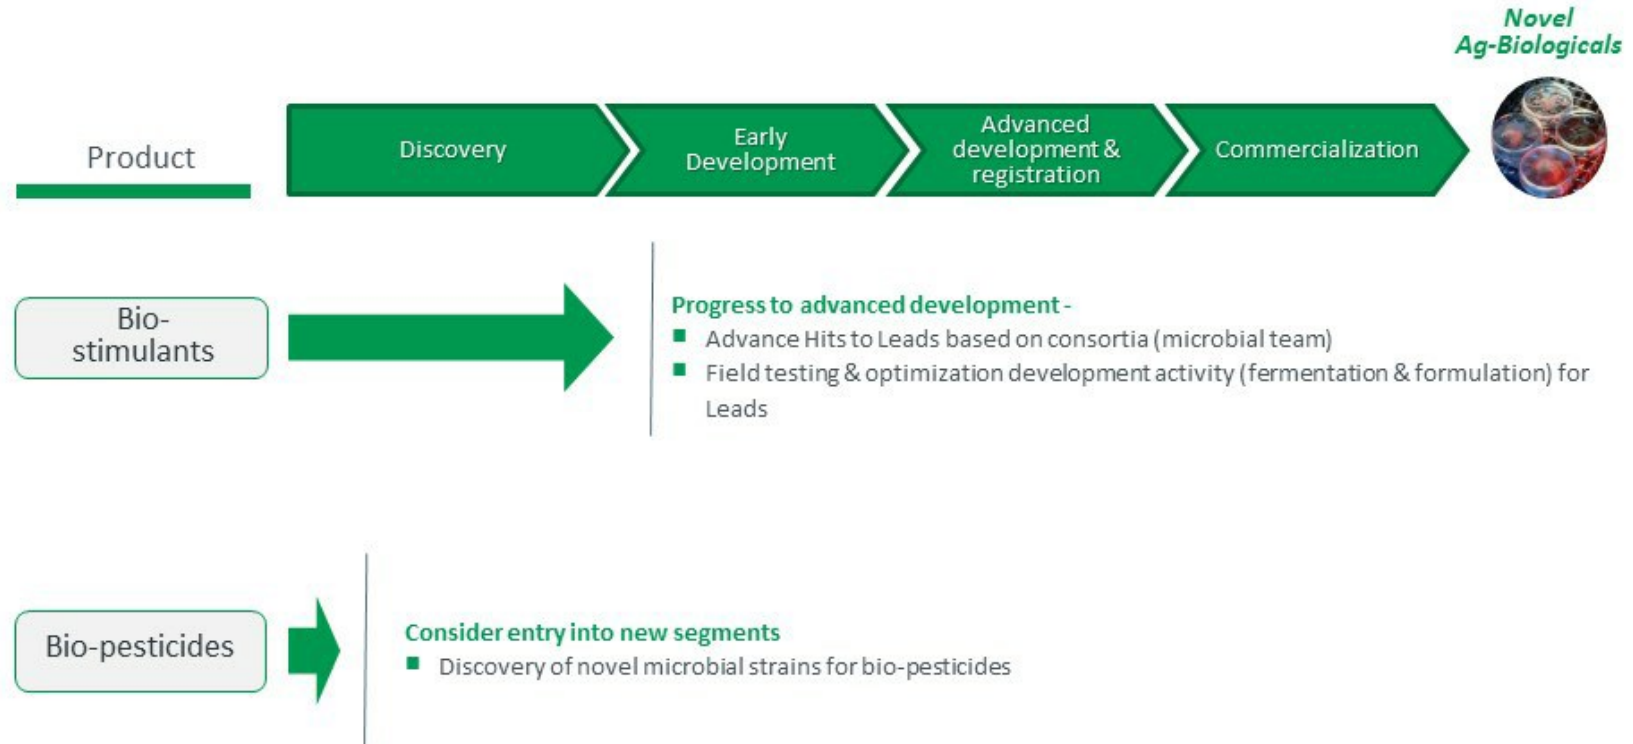 Novel
Ag-Biologicals
Product
Discovery
Early
Development
Advanced
development &
registration
Commercialization
Bio-
stimulants
Progress to advanced development -
Advance Hits to Leads based on consortia (microbial team)
Field testing & optimization development activity (fermentation & formulation) for
Leads
Bio-pesticides
Consider entry into new segments
Discovery of novel microbial strains for bio-pesticides